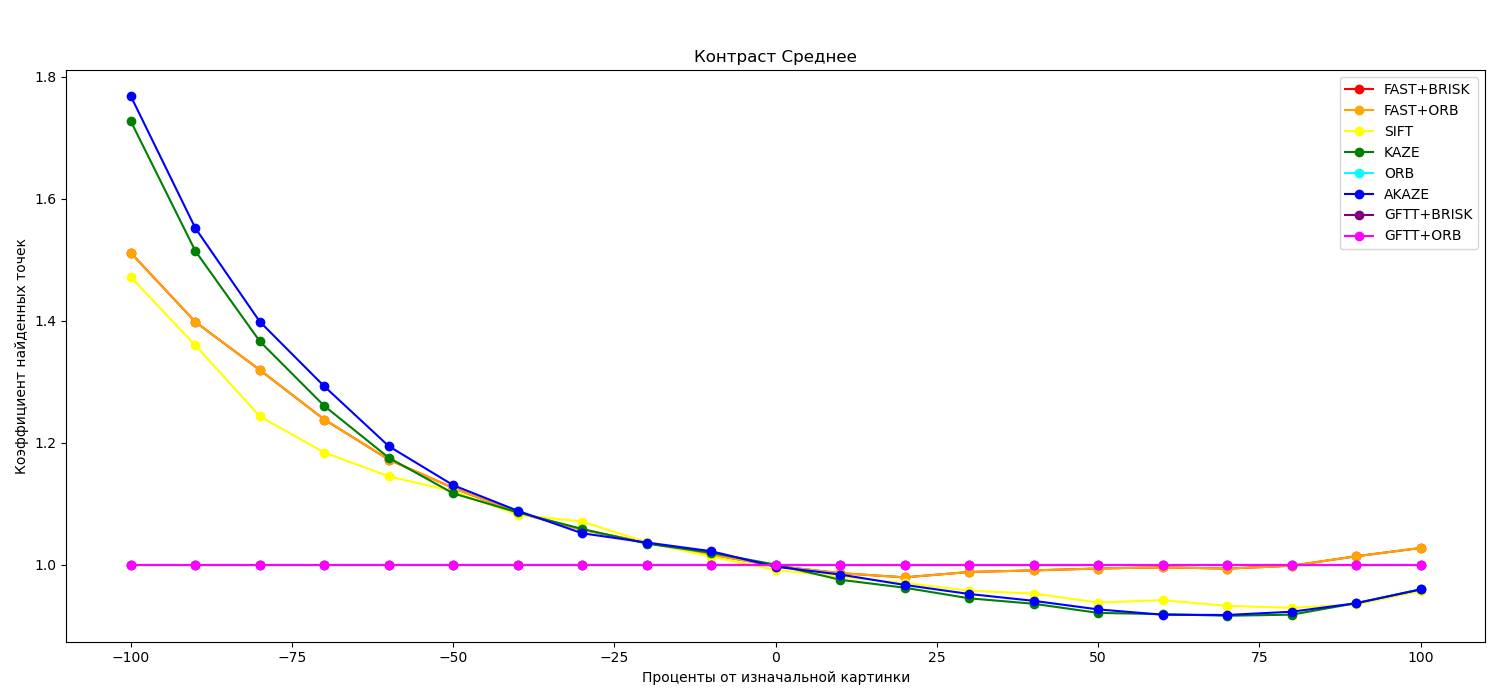 Контраст Среднее
1.8
1.6
1.4
1.2
1.0
Коэффициент найденных точек
FAST+BRISK
FAST+ORB
SIFT
KAZE
ORB
AKAZE
GFTT+BRISK
GFTT+ORB
−100 −75 −50 −25 0 25 50 75 100
Проценты от изначальной картинки